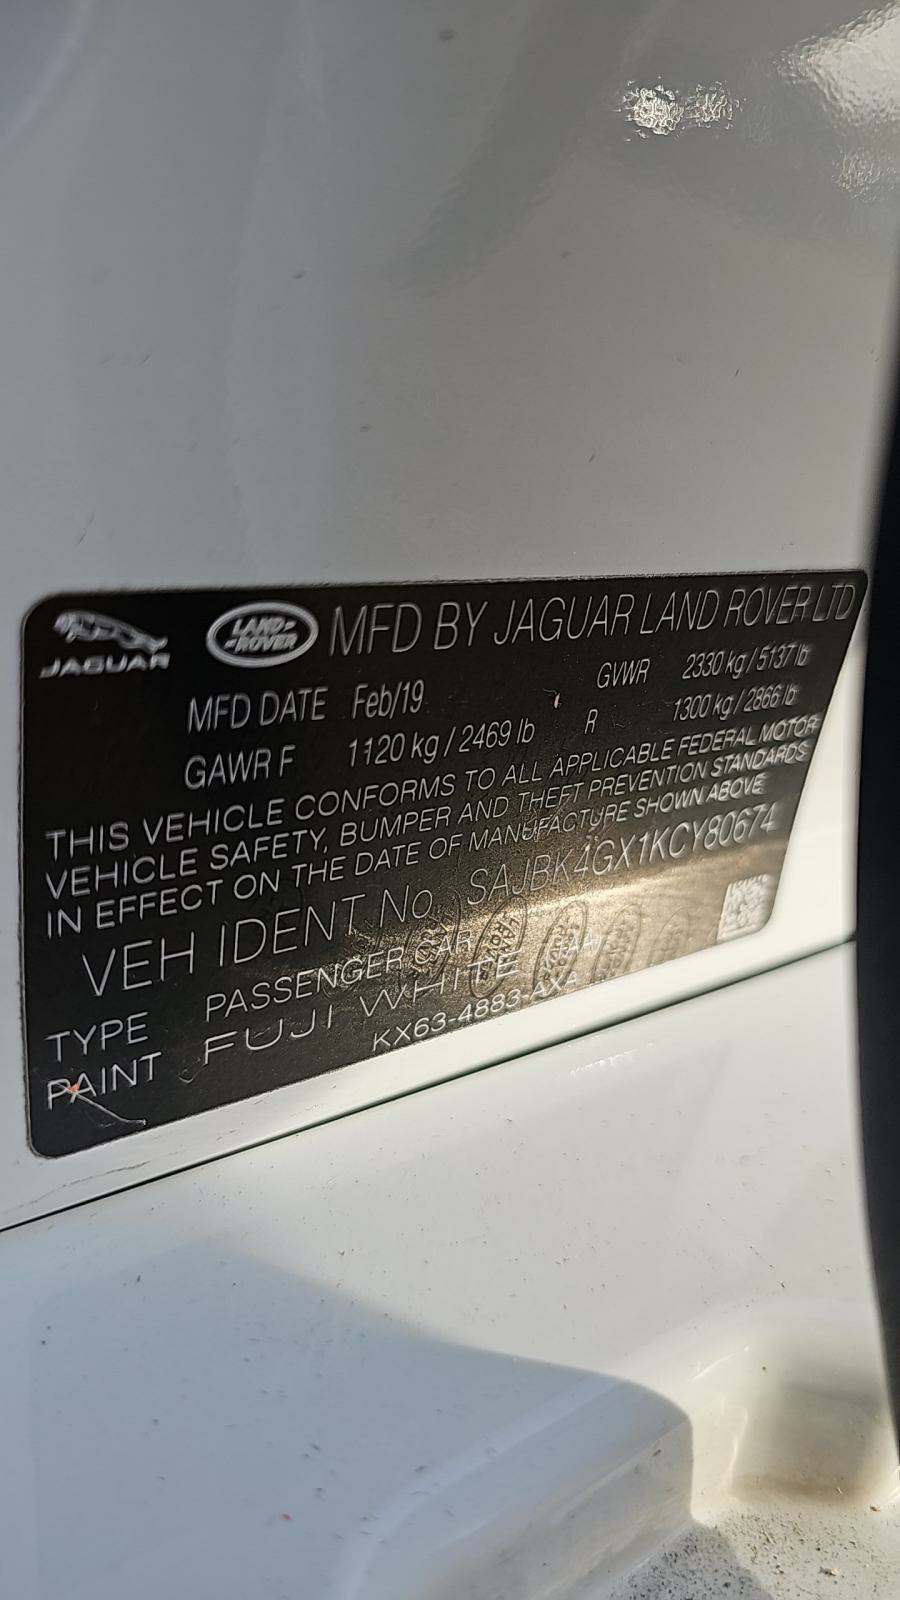 JAGUAR
LAND ROVER
MFD BY JAGUAR LAND ROVER LTD
MFD DATE Feb/19 GVWR 2330 kg / 5137 lb
GAWR F 1120 kg / 2469 lb R 1300 kg / 2866 lb
THIS VEHICLE CONFORMS TO ALL APPLICABLE FEDERAL MOTOR
VEHICLE SAFETY, BUMPER AND THEFT PREVENTION STANDARDS
IN EFFECT ON THE DATE OF MANUFACTURE SHOWN ABOVE
VEH IDENT No. SAJBK4GX1KCY80674
TYPE PASSENGER CAR
PAINT FUJI WHITE
KX63-4883-AXA